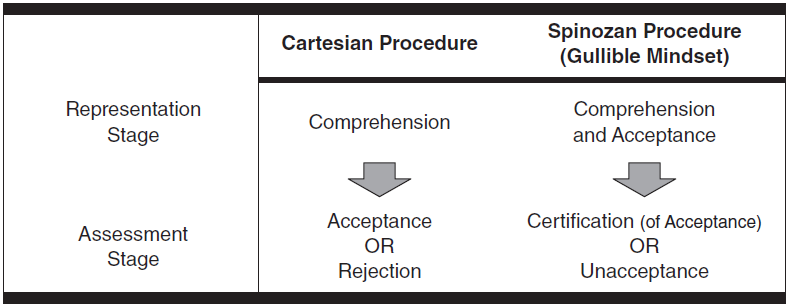 Cartesian Procedure
Spinozan Procedure
(Gullible Mindset)
Representation
Stage
Comprehension
Comprehension
and Acceptance
Assessment
Stage
Acceptance
OR
Rejection
Certification (of Acceptance)
OR
Unacceptance